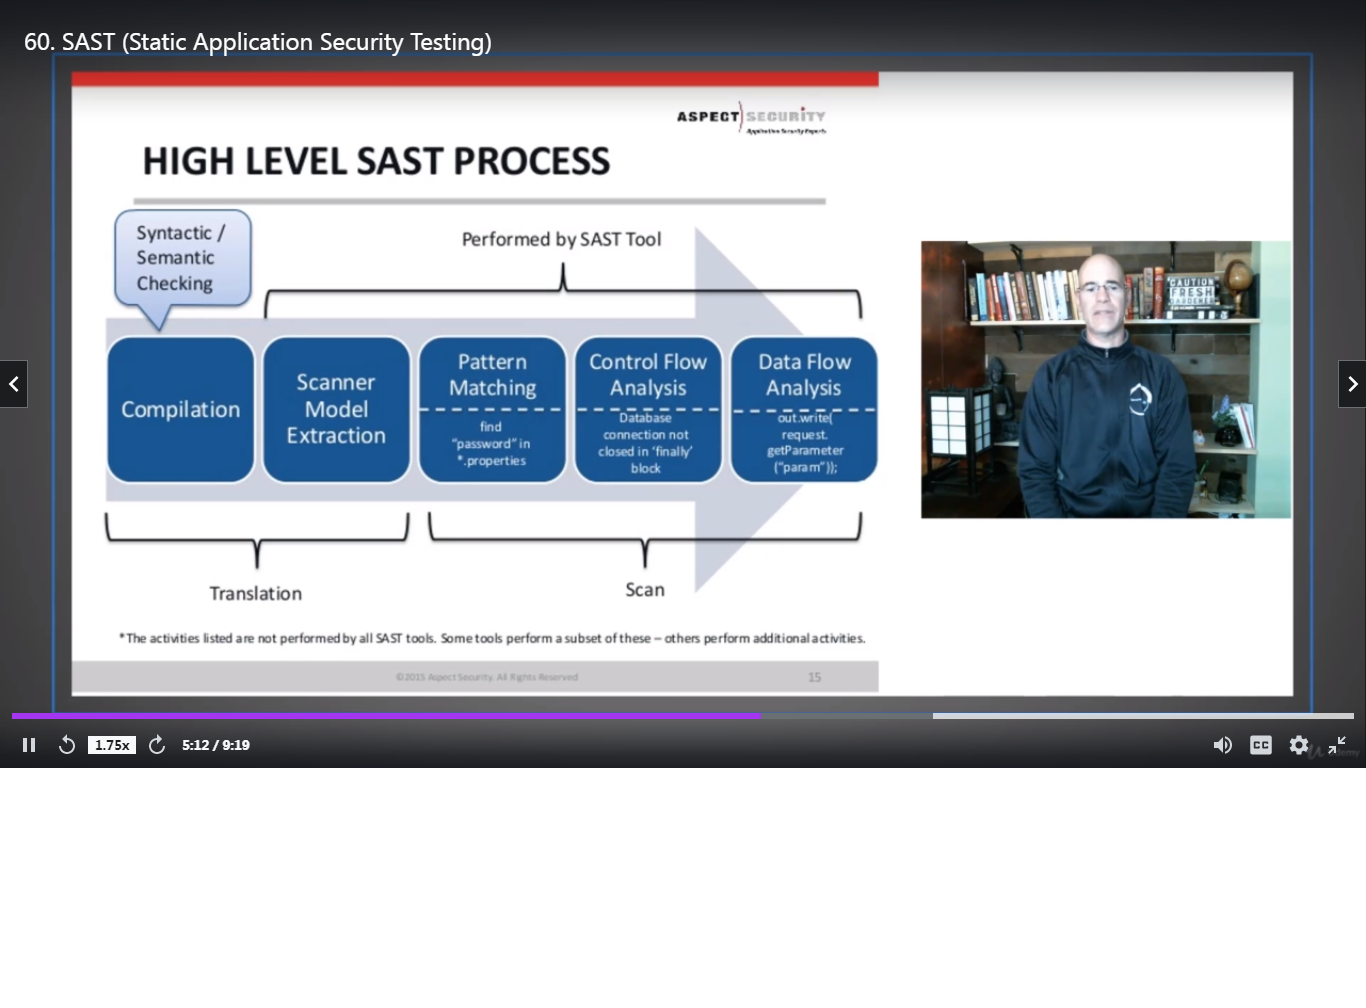 60. SAST (Static Application Security Testing)
ASPECT SECURITY
Application Security Experts
HIGH LEVEL SAST PROCESS
Syntactic /
Semantic
Checking
Performed by SAST Tool
Compilation
Scanner
Model
Extraction
Pattern
Matching
find
"password" in
*.properties
Control Flow
Analysis
Database
connection not
closed in 'finally'
block
Data Flow
Analysis
out.write(
request.
getParameter
("param"));
Translation
Scan
*The activities listed are not performed by all SAST tools. Some tools perform a subset of these – others perform additional activities.
©2015 Aspect Security. All Rights Reserved
15
CAUTION
FRESH
GARDENER
1.75x
5:12 / 9:19
CC